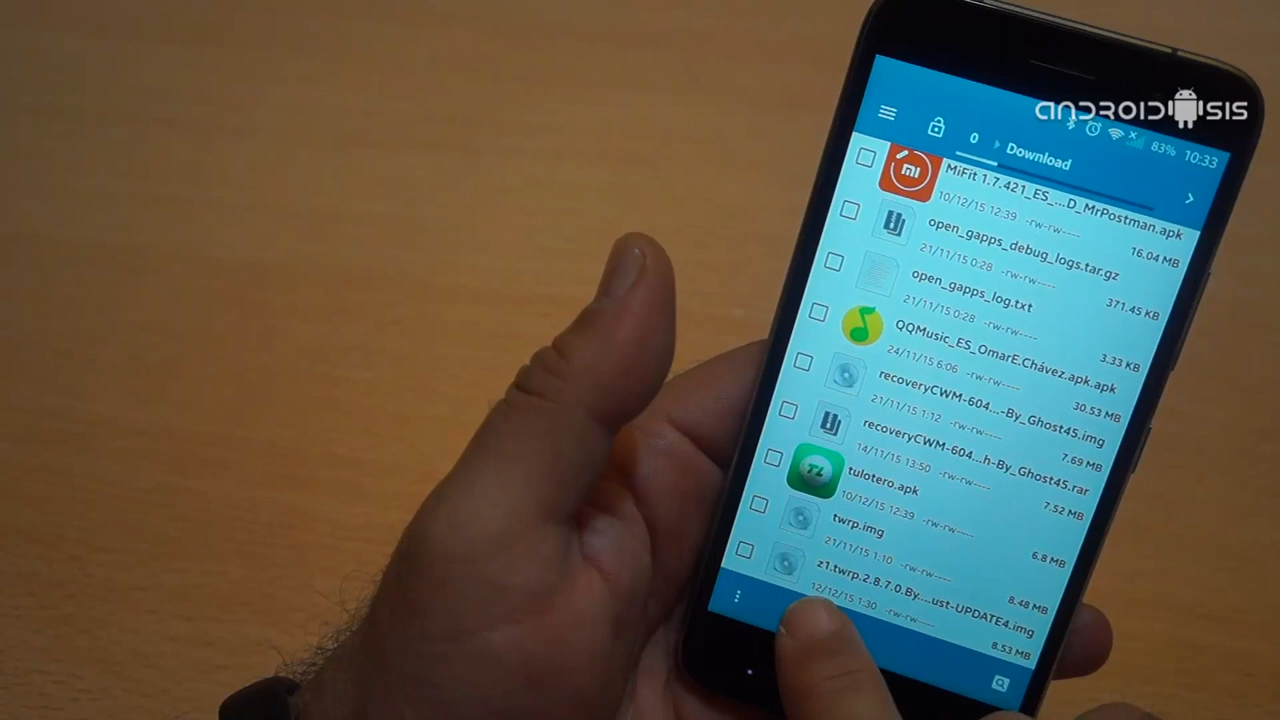 ANDROIDSIS
83% 10:33
0 Download
MiFit 1.7.421_ES_...D_MrPostman.apk
10/12/15 12:39 -rw-rw----
16.04 MB
open_gapps_debug_logs.tar.gz
21/11/15 0:28 -rw-rw----
371.45 KB
open_gapps_log.txt
21/11/15 0:28 -rw-rw----
3.33 KB
QQMusic_ES_OmarE.Chávez.apk.apk
24/11/15 6:06 -rw-rw----
30.53 MB
recoveryCWM-604...-By_Ghost45.img
21/11/15 1:12 -rw-rw----
7.69 MB
recoveryCWM-604...h-By_Ghost45.rar
14/11/15 13:50 -rw-rw----
7.52 MB
TL
tulotero.apk
10/12/15 12:39 -rw-rw----
6.8 MB
twrp.img
21/11/15 1:10 -rw-rw----
8.48 MB
z1.twrp.2.8.7.0.By....ust-UPDATE4.img
12/12/15 1:30 -rw-rw----
8.53 MB